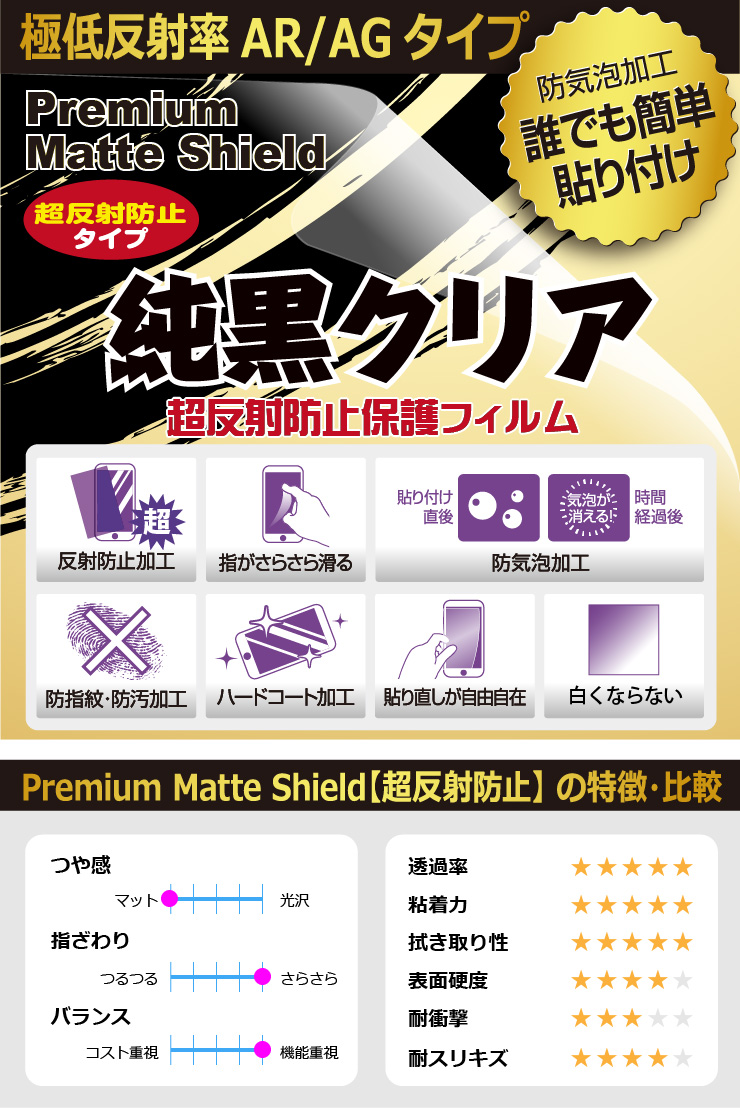 極低反射率 AR/AG タイプ
防気泡加工
誰でも簡単
貼り付け
Premium
Matte Shield
超反射防止
タイプ
純黒クリア
超反射防止保護フィルム
超
反射防止加工
指がさらさら滑る
貼り付け
直後
気泡が
消える!
時間
経過後
防気泡加工
防指紋・防汚加工
ハードコート加工
貼り直しが自由自在
白くならない
Premium Matte Shield【超反射防止】の特徴・比較
つや感
マット 光沢
指ざわり
つるつる さらさら
バランス
コスト重視 機能重視
透過率 ★★★★★
粘着力 ★★★★★
拭き取り性 ★★★★★
表面硬度 ★★★★★
耐衝撃 ★★★★★
耐スリキズ ★★★★★